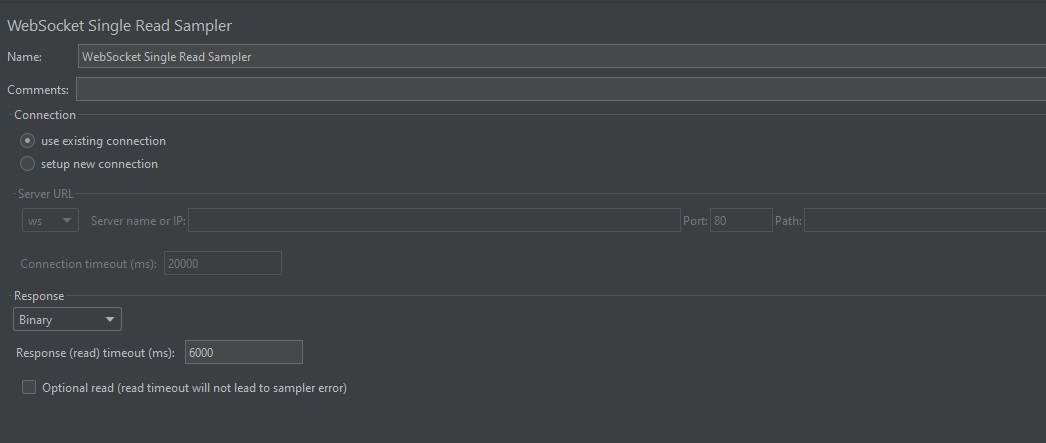 WebSocket Single Read Sampler
Name: WebSocket Single Read Sampler
Comments:
Connection
use existing connection
setup new connection
Server URL
ws Server name or IP: Port: 80 Path:
Connection timeout (ms): 20000
Response
Binary
Response (read) timeout (ms): 6000
Optional read (read timeout will not lead to sampler error)